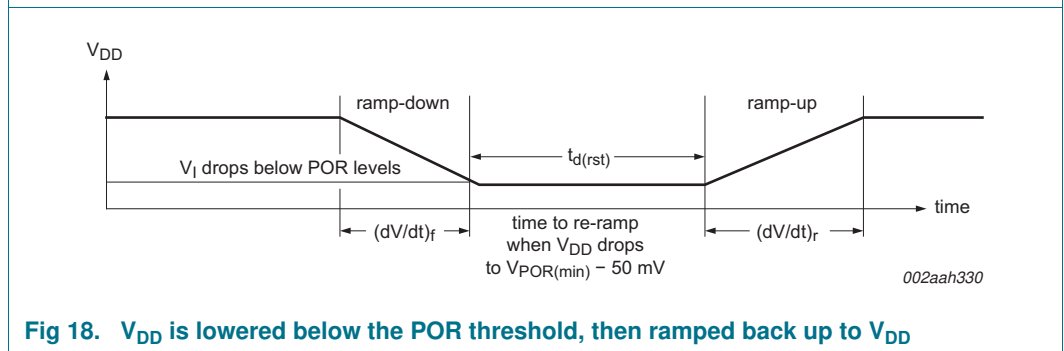 VDD
ramp-down
ramp-up
td(rst)
VI drops below POR levels
time
(dV/dt)f
time to re-ramp
when VDD drops
to VPOR(min) − 50 mV
(dV/dt)r
002aah330
Fig 18. VDD is lowered below the POR threshold, then ramped back up to VDD